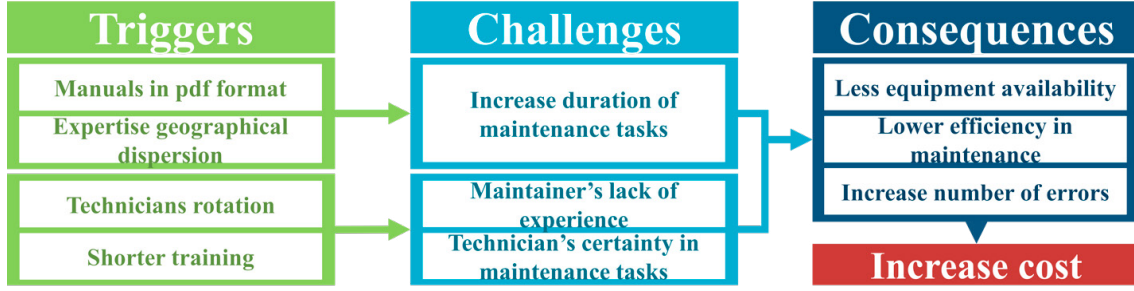 Triggers
Manuals in pdf format
Expertise geographical
dispersion
Technicians rotation
Shorter training
Challenges
Increase duration of
maintenance tasks
Maintainer's lack of
experience
Technician's certainty in
maintenance tasks
Consequences
Less equipment availability
Lower efficiency in
maintenance
Increase number of errors
Increase cost